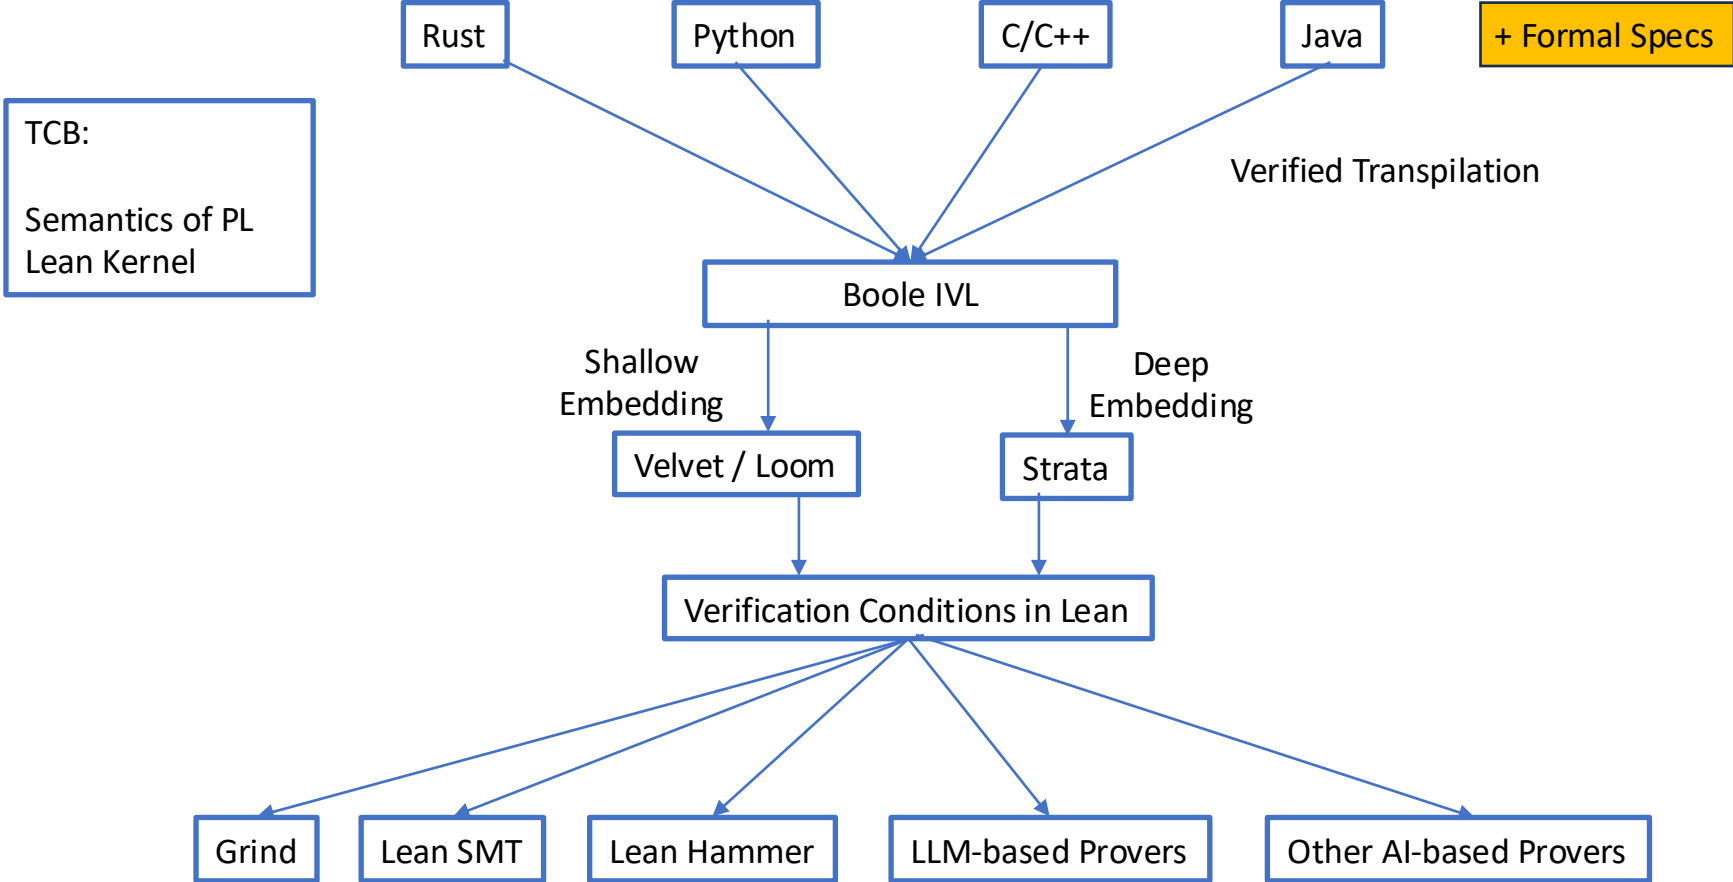 Rust
Python
C/C++
Java
+ Formal Specs
TCB:
Semantics of PL
Lean Kernel
Verified Transpilation
Boole IVL
Shallow
Embedding
Deep
Embedding
Velvet / Loom
Strata
Verification Conditions in Lean
Grind
Lean SMT
Lean Hammer
LLM-based Provers
Other AI-based Provers